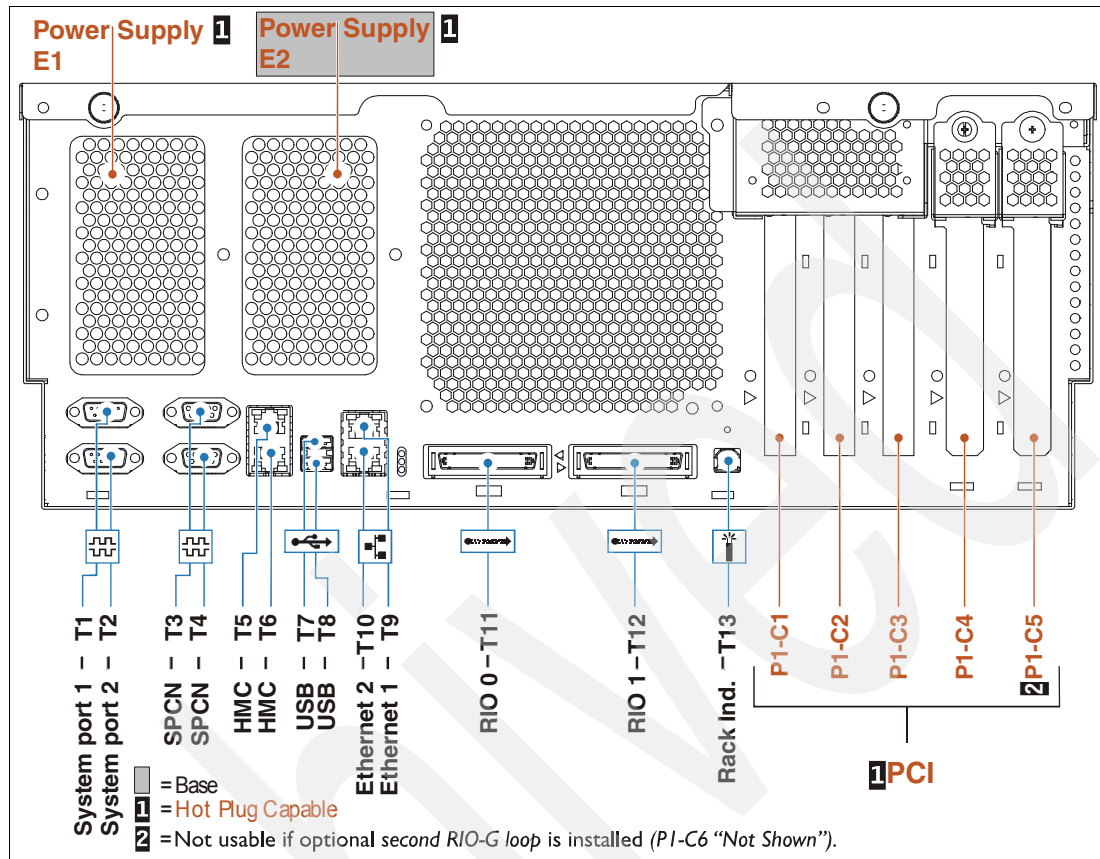 Power Supply 1
E1
Power Supply 1
E2
System port 1 – T1
System port 2 – T2
SPCN – T3
SPCN – T4
HMC – T5
HMC – T6
USB – T7
USB – T8
Ethernet 2 – T10
Ethernet 1 – T9
RIO 0 – T11
RIO 1 – T12
Rack Ind. – T13
P1-C1
P1-C2
P1-C3
P1-C4
2 P1-C5
1 PCI
= Base
1 = Hot Plug Capable
2 = Not usable if optional second RIO-G loop is installed (P1-C6 “Not Shown”).